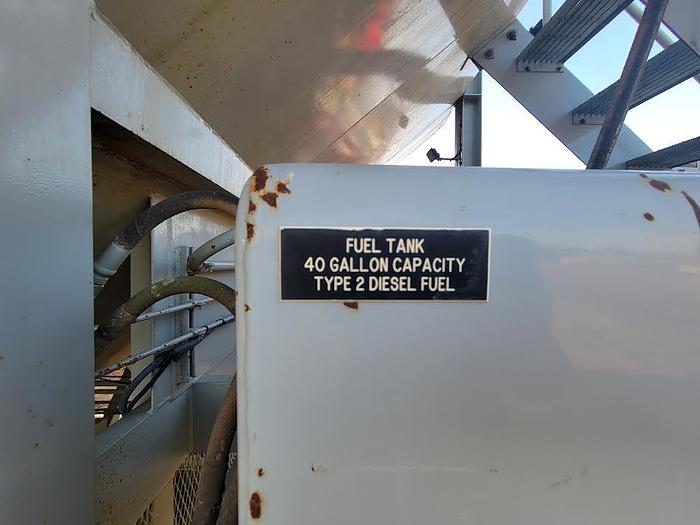 FUEL TANK
40 GALLON CAPACITY
TYPE 2 DIESEL FUEL